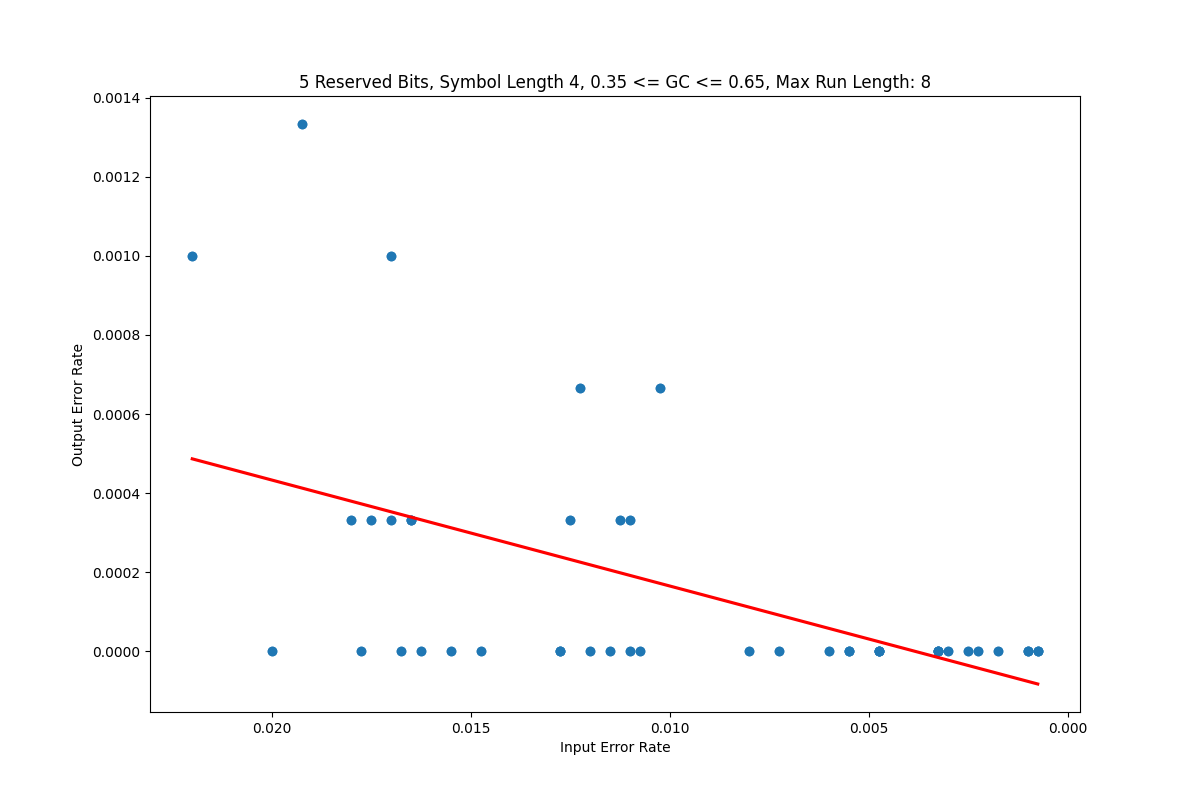 5 Reserved Bits, Symbol Length 4, 0.35 <= GC <= 0.65, Max Run Length: 8
0.0014
0.0012
0.0010
0.0008
0.0006
0.0004
0.0002
0.0000
Output Error Rate
0.020 0.015 0.010 0.005 0.000
Input Error Rate